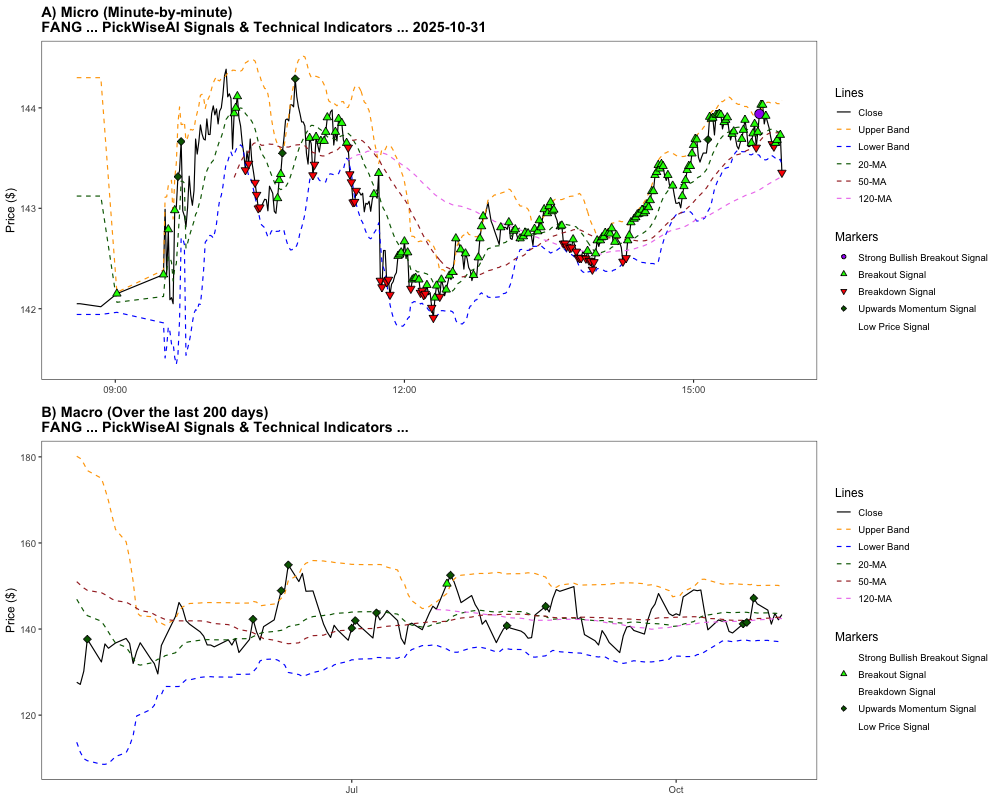 A) Micro (Minute-by-minute)
FANG ... PickWiseAI Signals & Technical Indicators ... 2025-10-31
Price ($)
144
143
142
09:00
12:00
15:00
Lines
Close
Upper Band
Lower Band
20-MA
50-MA
120-MA
Markers
Strong Bullish Breakout Signal
Breakout Signal
Breakdown Signal
Upwards Momentum Signal
Low Price Signal
B) Macro (Over the last 200 days)
FANG ... PickWiseAI Signals & Technical Indicators ...
Price ($)
180
160
140
120
Jul
Oct
Lines
Close
Upper Band
Lower Band
20-MA
50-MA
120-MA
Markers
Strong Bullish Breakout Signal
Breakout Signal
Breakdown Signal
Upwards Momentum Signal
Low Price Signal